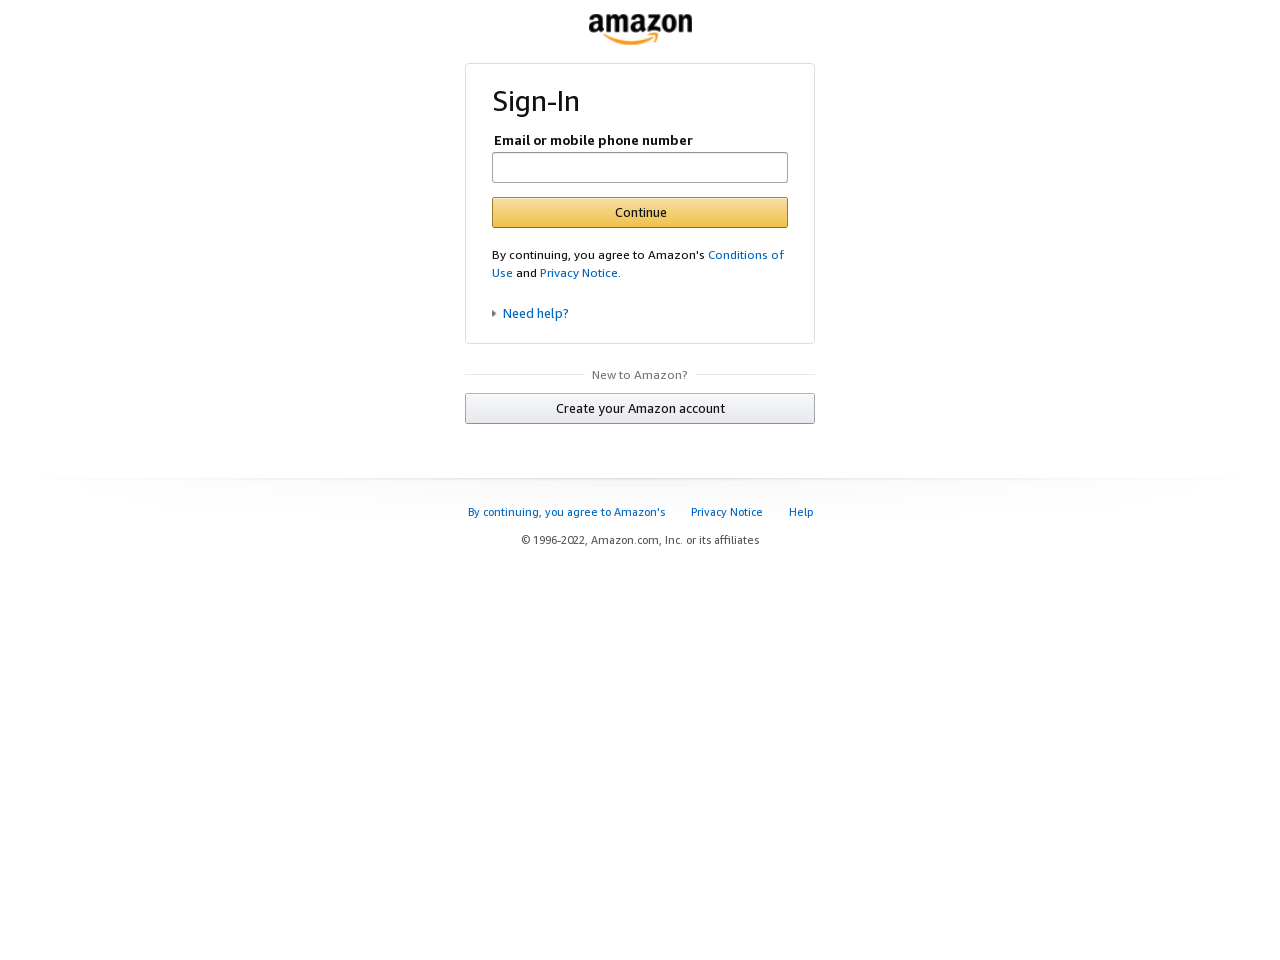 amazon
Sign-In
Email or mobile phone number
Continue
By continuing, you agree to Amazon's Conditions of
Use and Privacy Notice.
Need help?
New to Amazon?
Create your Amazon account
By continuing, you agree to Amazon's Privacy Notice Help
© 1996-2022, Amazon.com, Inc. or its affiliates